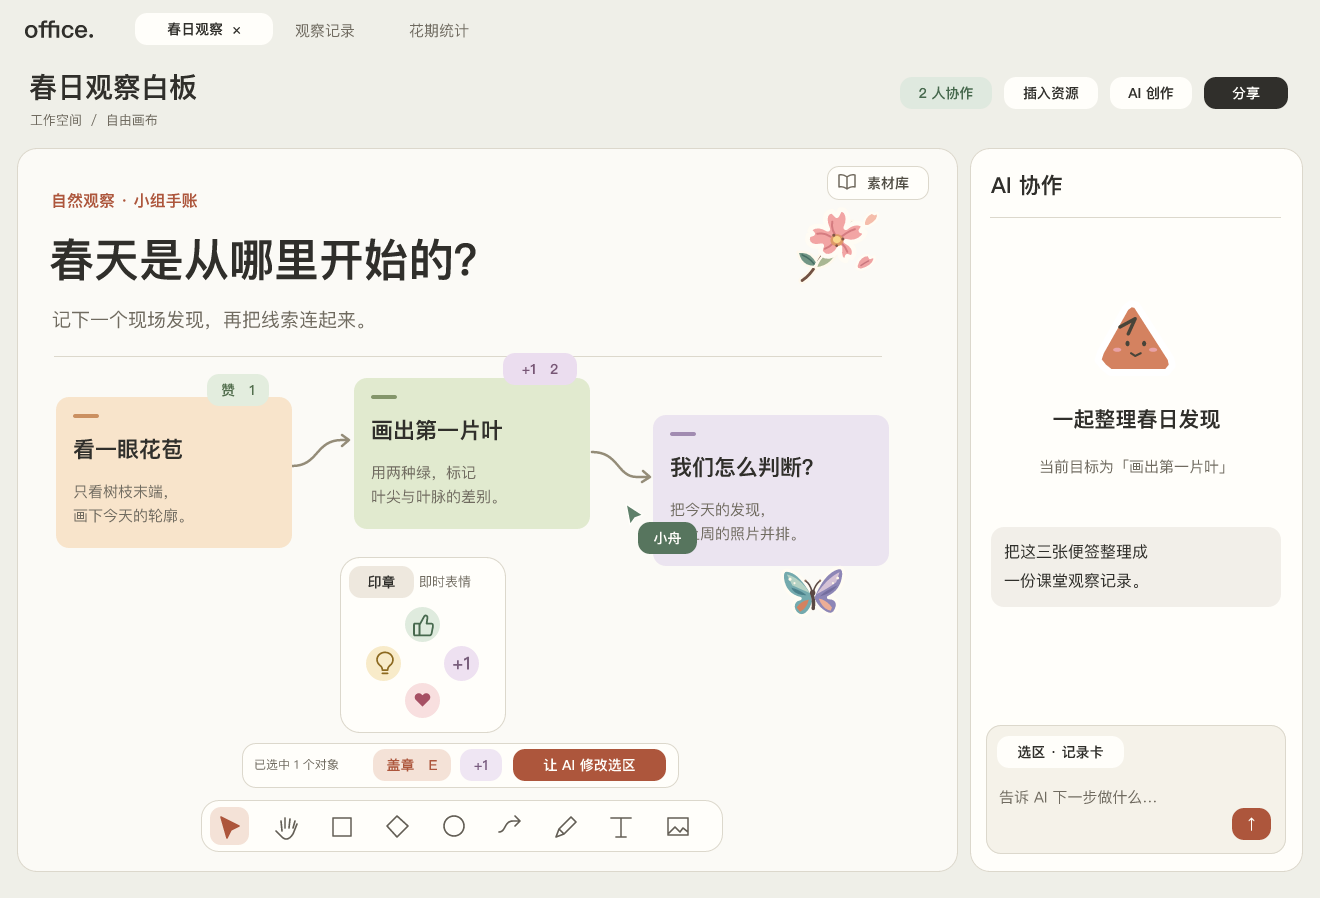 office.
春日观察 ×
观察记录
花期统计
春日观察白板
工作空间 / 自由画布
2 人协作
插入资源
AI 创作
分享
自然观察 · 小组手账
素材库
春天是从哪里开始的?
记下一个现场发现，再把线索连起来。
赞 1
看一眼花苞
只看树枝末端，
画下今天的轮廓。
+1 2
画出第一片叶
用两种绿，标记
叶尖与叶脉的差别。
我们怎么判断?
把今天的发现，
周的照片并排。
小舟
印章
即时表情
+1
已选中 1 个对象
盖章 E
+1
让 AI 修改选区
AI 协作
一起整理春日发现
当前目标为「画出第一片叶」
把这三张便签整理成
一份课堂观察记录。
选区 · 记录卡
告诉 AI 下一步做什么…
↑